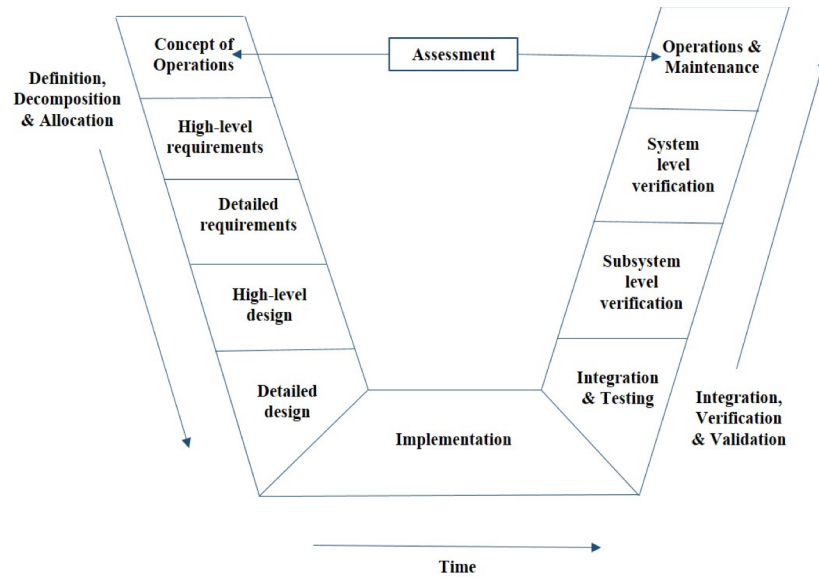 Concept of
Operations
Assessment
Operations &
Maintenance
Definition,
Decomposition
& Allocation
High-level
requirements
System
level
verification
Detailed
requirements
Subsystem
level
verification
High-level
design
Detailed
design
Integration
& Testing
Integration,
Verification
& Validation
Implementation
Time